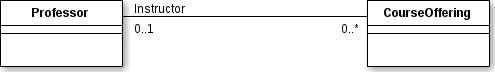 Professor
Instructor
CourseOffering
0..1
0..*